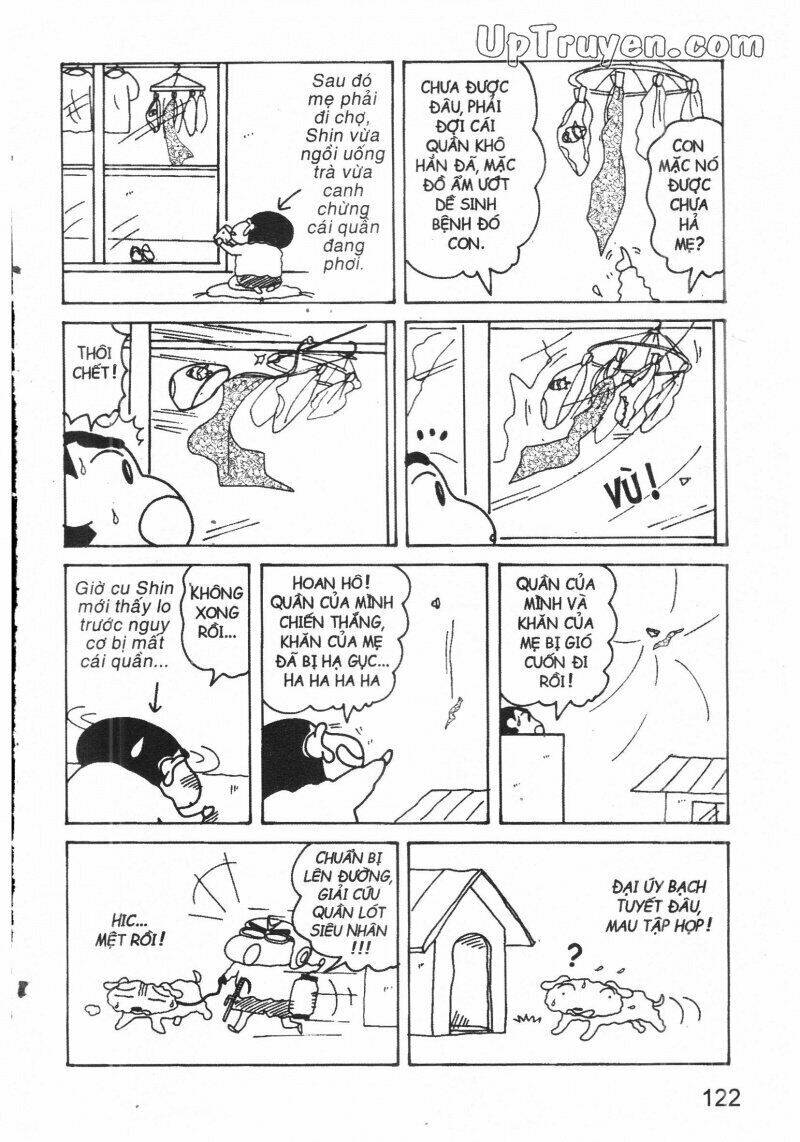 UpTruyen.com
CON
MẶC NÓ
ĐƯỢC
CHƯA
HẢ
MẸ?
CHƯA ĐƯỢC
ĐÂU, PHẢI
ĐỢI CÁI
QUẦN KHÔ
HẲN ĐÃ, MẶC
ĐỒ ẨM ƯỚT
DỄ SINH
BỆNH ĐÓ
CON.
Sau đó
mẹ phải
đi chợ,
Shin vừa
ngồi uống
trà vừa
canh
chừng
cái quần
đang
phơi.
VÙ!
THÔI
CHẾT!
QUẦN CỦA
MÌNH VÀ
KHĂN CỦA
MẸ BỊ GIÓ
CUỐN ĐI
RỒI!
HOAN HÔ!
QUẦN CỦA MÌNH
CHIẾN THẮNG,
KHĂN CỦA MẸ
ĐÃ BỊ HẠ GỤC...
HA HA HA HA
KHÔNG
XONG
RỒI...
Giờ cu Shin
mới thấy lo
trước nguy
cơ bị mất
cái quần...
ĐẠI ÚY BẠCH
TUYẾT ĐÂU,
MAU TẬP HỌP!
?
CHUẨN BỊ
LÊN ĐƯỜNG,
GIẢI CỨU
QUẦN LÓT
SIÊU NHÂN
!!!
HIC...
MỆT RỒI!
122